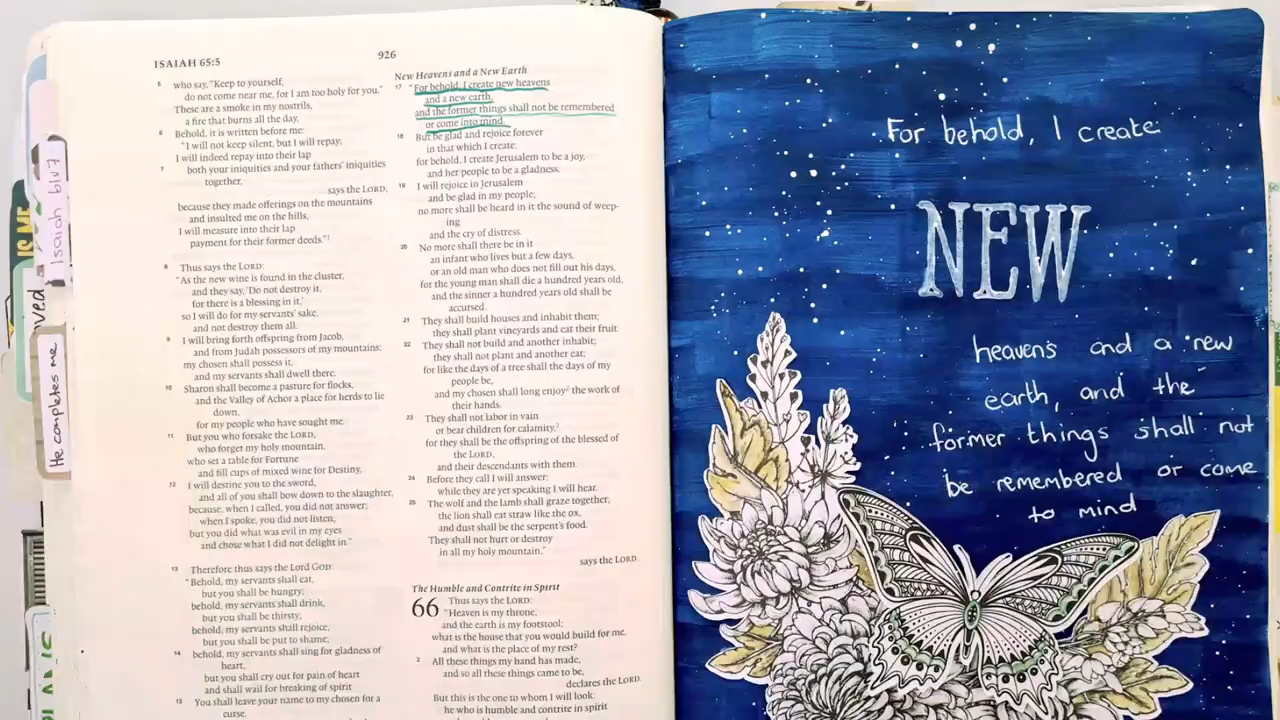 ISAIAH 65:5
926
5 who say, "Keep to yourself,
do not come near me, for I am too holy for you."
These are a smoke in my nostrils,
a fire that burns all the day.
6 Behold, it is written before me:
"I will not keep silent, but I will repay;
I will indeed repay into their lap
7 both your iniquities and your fathers' iniquities
together,
says the LORD;
because they made offerings on the mountains
and insulted me on the hills,
I will measure into their lap
payment for their former deeds."1
8 Thus says the LORD:
"As the new wine is found in the cluster,
and they say, 'Do not destroy it,
for there is a blessing in it,'
so I will do for my servants' sake,
and not destroy them all.
9 I will bring forth offspring from Jacob,
and from Judah possessors of my mountains;
my chosen shall possess it,
and my servants shall dwell there.
10 Sharon shall become a pasture for flocks,
and the Valley of Achor a place for herds to lie
down,
for my people who have sought me.
11 But you who forsake the LORD,
who forget my holy mountain,
who set a table for Fortune
and fill cups of mixed wine for Destiny,
12 I will destine you to the sword,
and all of you shall bow down to the slaughter,
because, when I called, you did not answer;
when I spoke, you did not listen,
but you did what was evil in my eyes
and chose what I did not delight in."
13 Therefore thus says the Lord GOD:
"Behold, my servants shall eat,
but you shall be hungry;
behold, my servants shall drink,
but you shall be thirsty;
behold, my servants shall rejoice,
but you shall be put to shame;
14 behold, my servants shall sing for gladness of
heart,
but you shall cry out for pain of heart
and shall wail for breaking of spirit
15 You shall leave your name to my chosen for a
curse,
New Heavens and a New Earth
17 "For behold, I create new heavens
and a new earth,
and the former things shall not be remembered
or come into mind.
18 But be glad and rejoice forever
in that which I create;
for behold, I create Jerusalem to be a joy,
and her people to be a gladness.
19 I will rejoice in Jerusalem
and be glad in my people;
no more shall be heard in it the sound of weep-
ing
and the cry of distress.
20 No more shall there be in it
an infant who lives but a few days,
or an old man who does not fill out his days,
for the young man shall die a hundred years old,
and the sinner a hundred years old shall be
accursed.
21 They shall build houses and inhabit them;
they shall plant vineyards and eat their fruit.
22 They shall not build and another inhabit;
they shall not plant and another eat;
for like the days of a tree shall the days of my
people be,
and my chosen shall long enjoy2 the work of
their hands.
23 They shall not labor in vain
or bear children for calamity,3
for they shall be the offspring of the blessed of
the LORD,
and their descendants with them.
24 Before they call I will answer;
while they are yet speaking I will hear.
25 The wolf and the lamb shall graze together;
the lion shall eat straw like the ox,
and dust shall be the serpent's food.
They shall not hurt or destroy
in all my holy mountain,"
says the LORD.
The Humble and Contrite in Spirit
66 Thus says the LORD:
"Heaven is my throne,
and the earth is my footstool;
what is the house that you would build for me,
and what is the place of my rest?
2 All these things my hand has made,
and so all these things came to be,
declares the LORD.
But this is the one to whom I will look:
he who is humble and contrite in spirit
For behold, I create
NEW
heavens and a new
earth, and the
former things shall not
be remembered or come
to mind
Isaiah 61v7
He completes me
IS ME